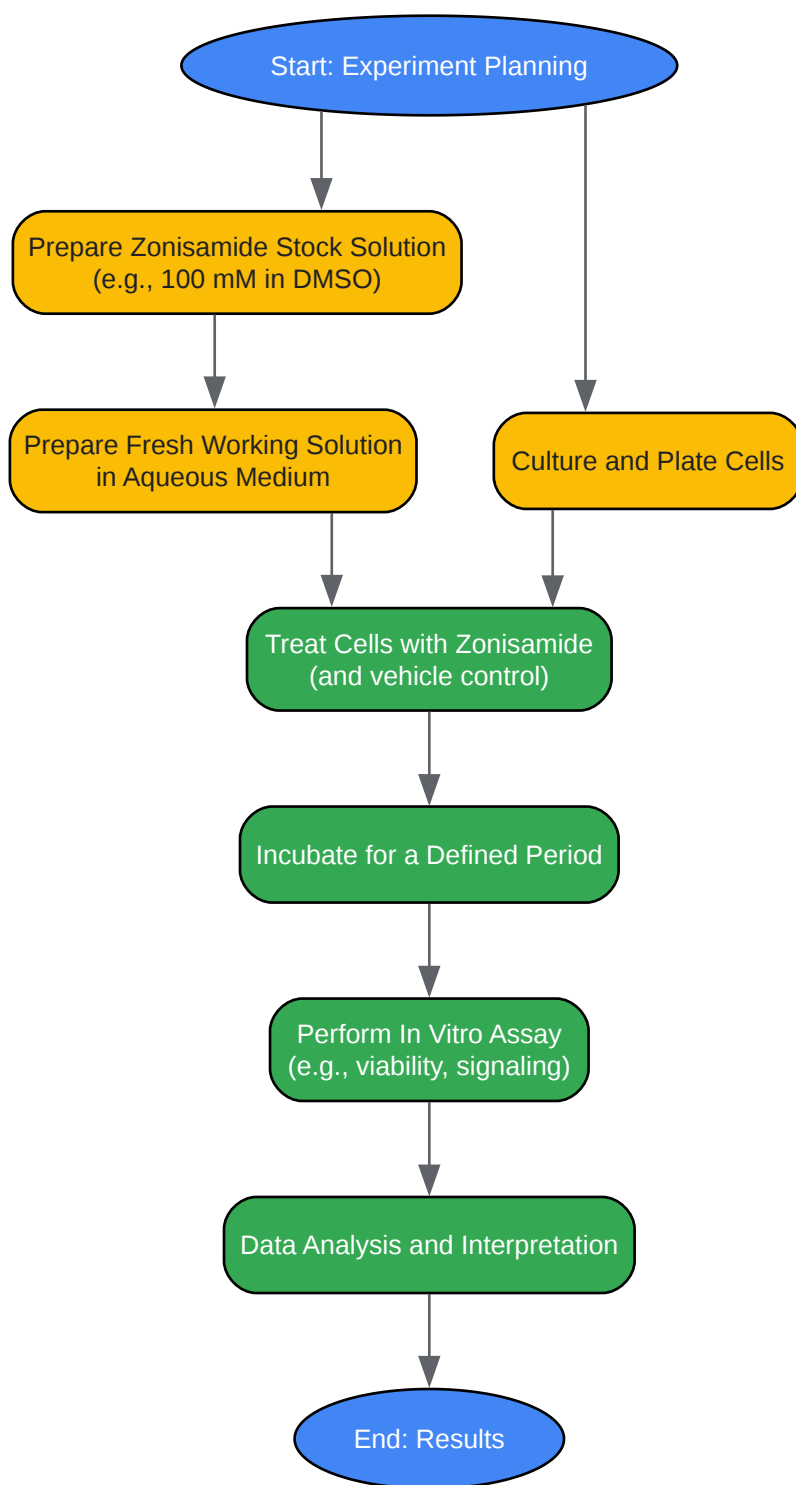 Start: Experiment Planning
Prepare Zonisamide Stock Solution
(e.g., 100 mM in DMSO)
Prepare Fresh Working Solution
in Aqueous Medium
Culture and Plate Cells
Treat Cells with Zonisamide
(and vehicle control)
Incubate for a Defined Period
Perform In Vitro Assay
(e.g., viability, signaling)
Data Analysis and Interpretation
End: Results